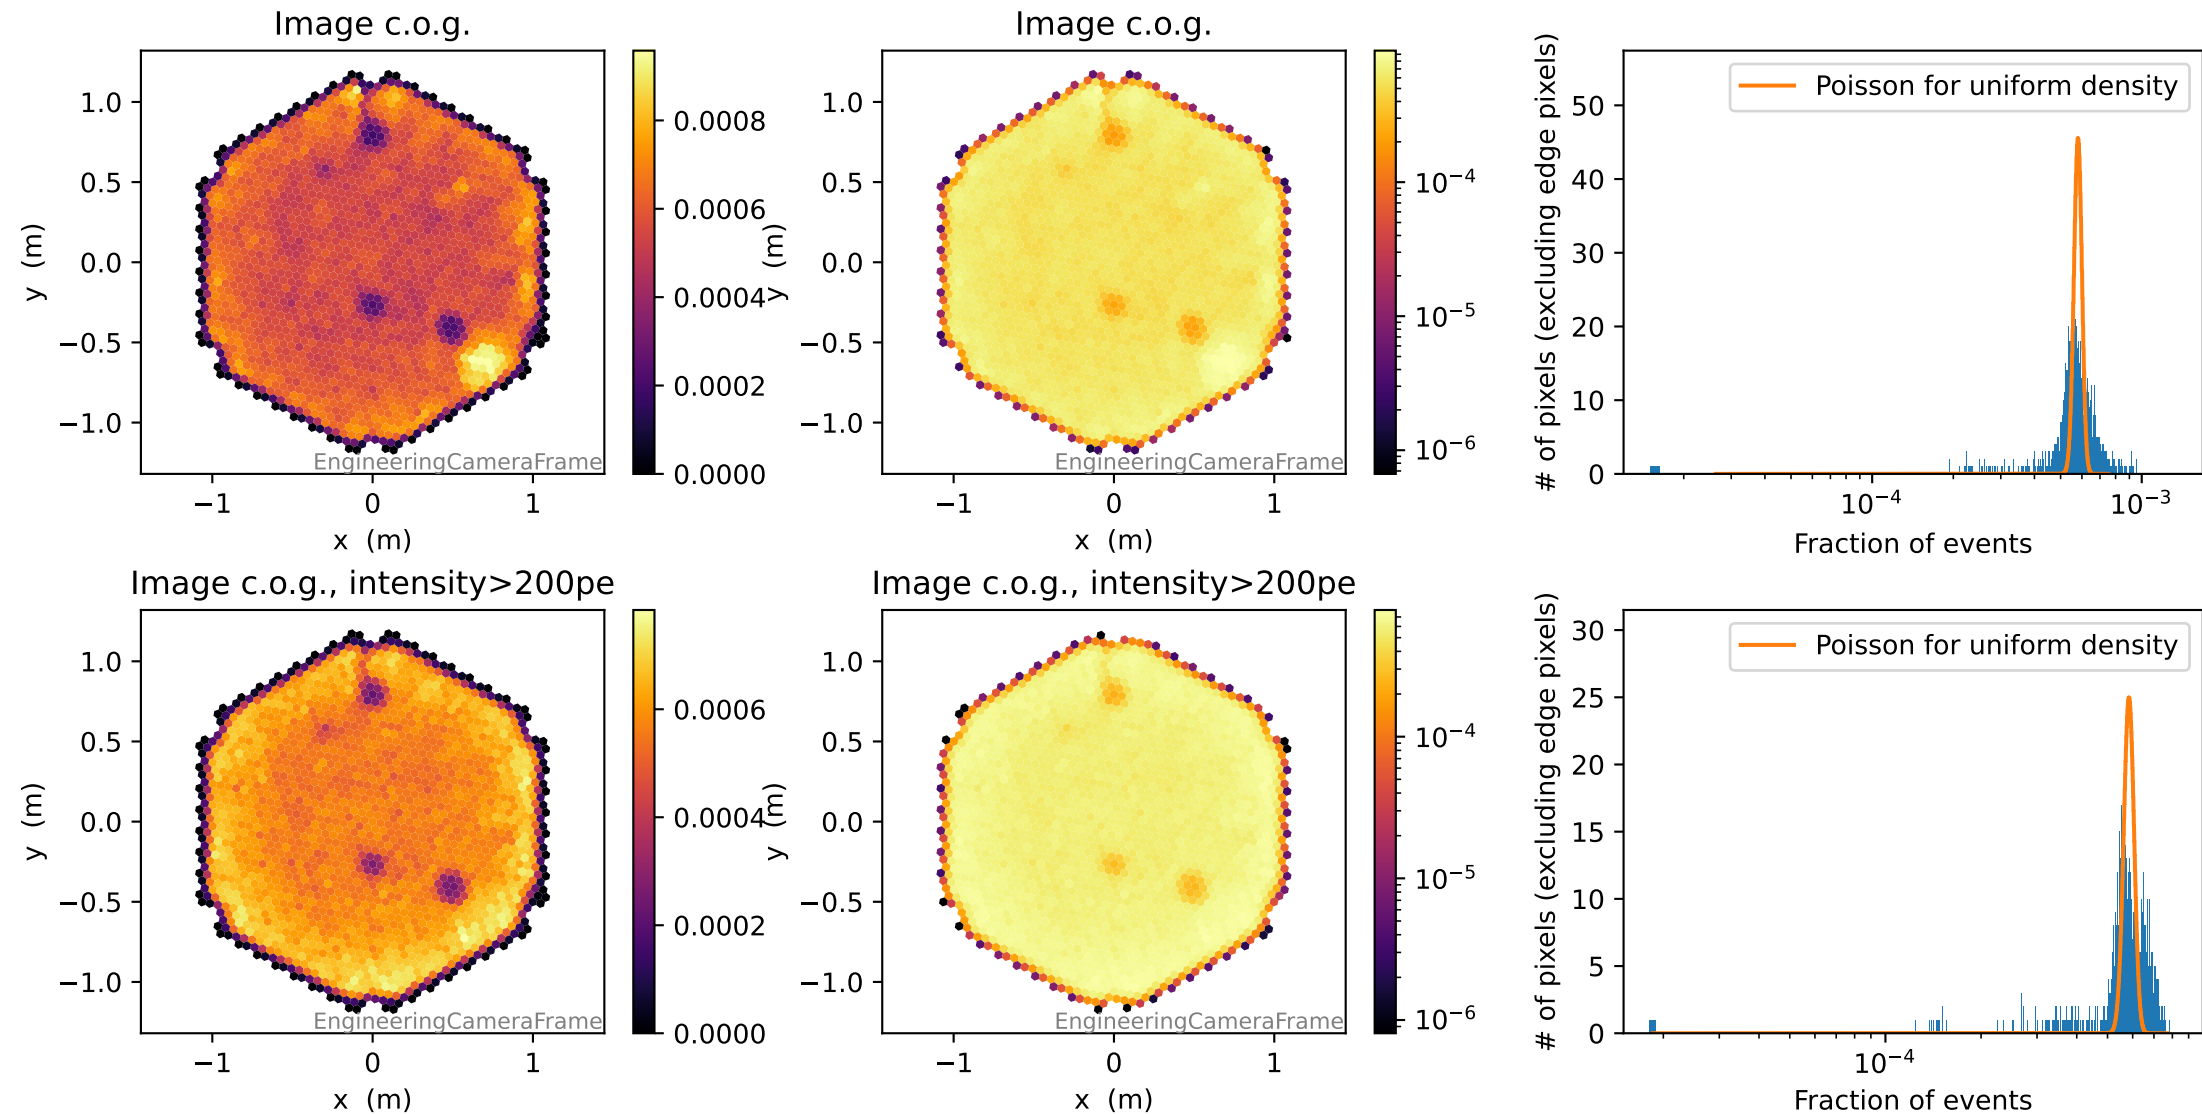 Image c.o.g.
y (m)
1.0
0.5
0.0
−0.5
−1.0
−1
0
1
x (m)
EngineeringCameraFrame
0.0008
0.0006
0.0004
0.0002
0.0000
Image c.o.g.
y (m)
1.0
0.5
0.0
−0.5
−1.0
−1
0
1
x (m)
EngineeringCameraFrame
10⁻⁴
10⁻⁵
10⁻⁶
# of pixels (excluding edge pixels)
50
40
30
20
10
0
Poisson for uniform density
10⁻⁴
10⁻³
Fraction of events
Image c.o.g., intensity>200pe
y (m)
1.0
0.5
0.0
−0.5
−1.0
−1
0
1
x (m)
EngineeringCameraFrame
0.0006
0.0004
0.0002
0.0000
Image c.o.g., intensity>200pe
y (m)
1.0
0.5
0.0
−0.5
−1.0
−1
0
1
x (m)
EngineeringCameraFrame
10⁻⁴
10⁻⁵
10⁻⁶
# of pixels (excluding edge pixels)
30
25
20
15
10
5
0
Poisson for uniform density
10⁻⁴
Fraction of events